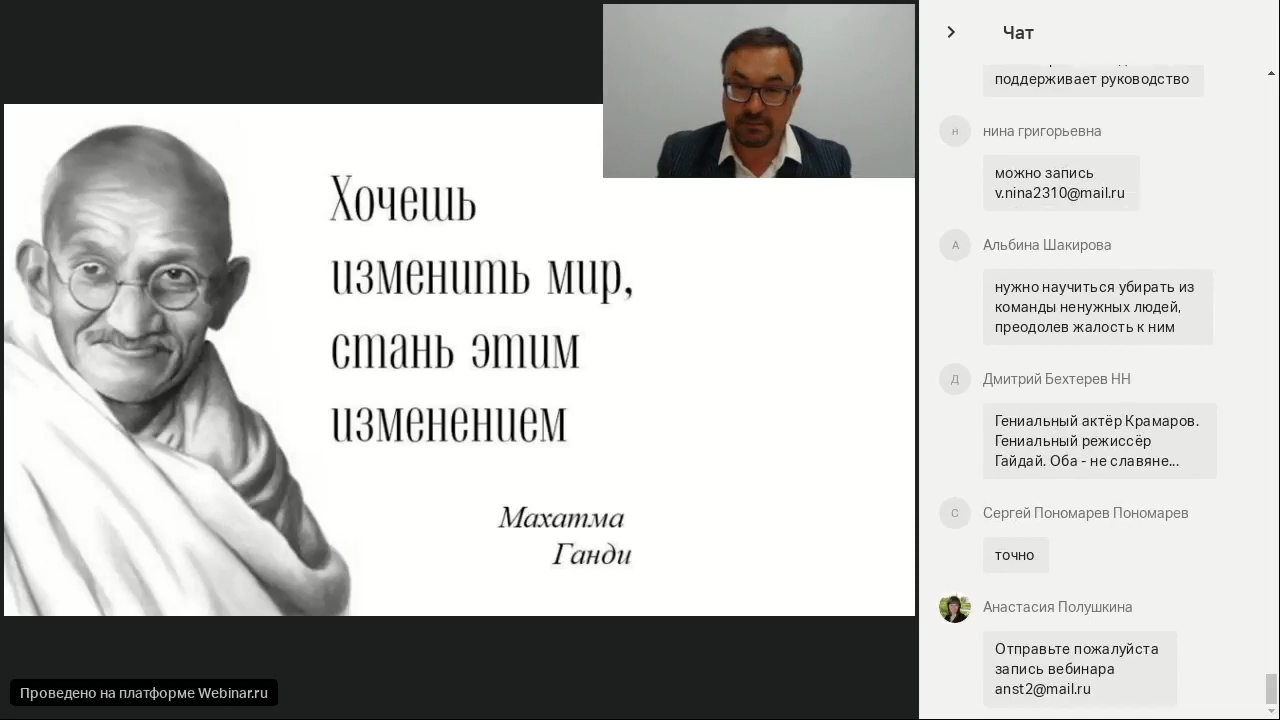 Хочешь
изменить мир,
стань этим
изменением
Махатма
Ганди
Проведено на платформе Webinar.ru
Чат
поддерживает руководство
н
нина григорьевна
можно запись
v.nina2310@mail.ru
А
Альбина Шакирова
нужно научиться убирать из
команды ненужных людей,
преодолев жалость к ним
Д
Дмитрий Бехтерев НН
Гениальный актёр Крамаров.
Гениальный режиссёр
Гайдай. Оба - не славяне...
С
Сергей Пономарев Пономарев
точно
Анастасия Полушкина
Отправьте пожалуйста
запись вебинара
anst2@mail.ru